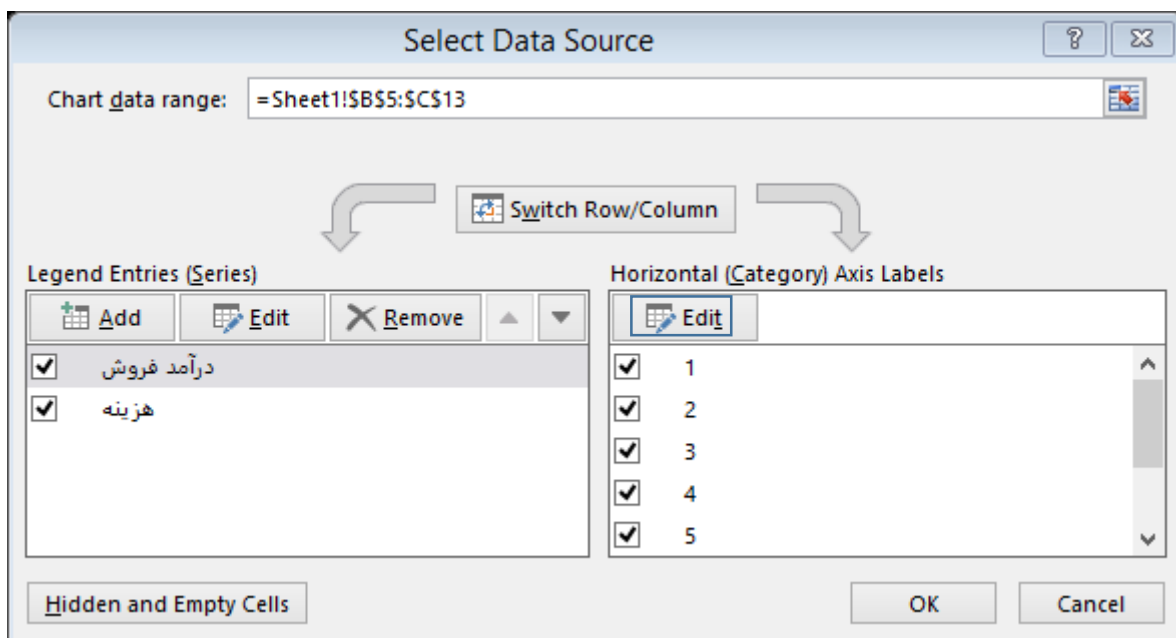 Select Data Source
Chart data range: =Sheet1!$B$5:$C$13
Switch Row/Column
Legend Entries (Series)
Add Edit Remove
درآمد فروش
هزینه
Horizontal (Category) Axis Labels
Edit
1
2
3
4
5
Hidden and Empty Cells
OK Cancel